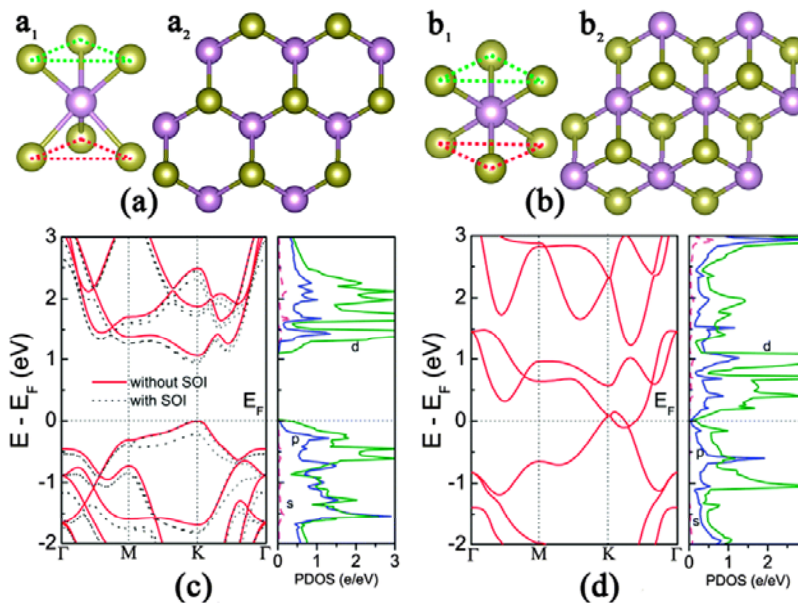 a1 a2 b1 b2
(a) (b)
3
2
1
0
-1
-2
E - EF (eV)
without SOI
with SOI
EF
Γ M K Γ
d
p
s
0 1 2 3
PDOS (e/eV)
(c)
3
2
1
0
-1
-2
E - EF (eV)
EF
Γ M K Γ
d
p
s
0 1 2
PDOS (e/eV)
(d)